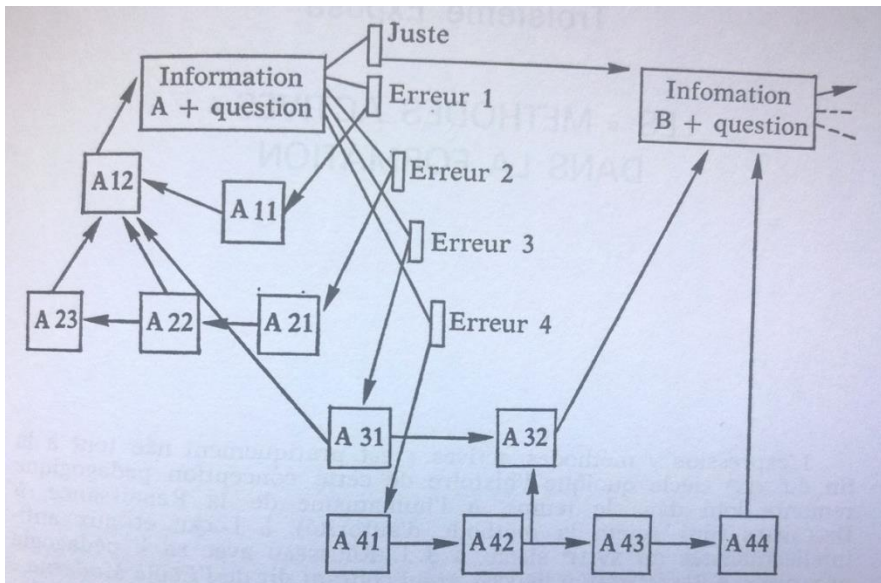 Juste
Information
A + question
Infomation
B + question
Erreur 1
Erreur 2
A12
A 11
Erreur 3
A 23
A 22
A 21
Erreur 4
A 31
A 32
A 41
A 42
A 43
A 44